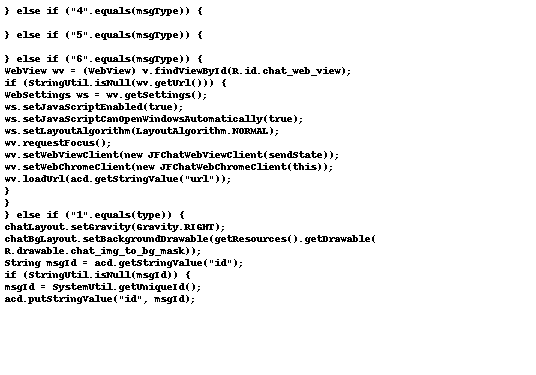 } else if ("4".equals(msgType)) {
} else if ("5".equals(msgType)) {
} else if ("6".equals(msgType)) {
WebView wv = (WebView) v.findViewById(R.id.chat_web_view);
if (StringUtil.isNull(wv.getUrl())) {
WebSettings ws = wv.getSettings();
ws.setJavaScriptEnabled(true);
ws.setJavaScriptCanOpenWindowsAutomatically(true);
ws.setLayoutAlgorithm(LayoutAlgorithm.NORMAL);
wv.requestFocus();
wv.setWebViewClient(new JFChatWebViewClient(sendState));
wv.setWebChromeClient(new JFChatWebChromeClient(this));
wv.loadUrl(acd.getStringValue("url"));
}
}
} else if ("1".equals(type)) {
chatLayout.setGravity(Gravity.RIGHT);
chatBgLayout.setBackgroundDrawable(getResources().getDrawable(
R.drawable.chat_img_to_bg_mask));
String msgId = acd.getStringValue("id");
if (StringUtil.isNull(msgId)) {
msgId = SystemUtil.getUniqueId();
acd.putStringValue("id", msgId);